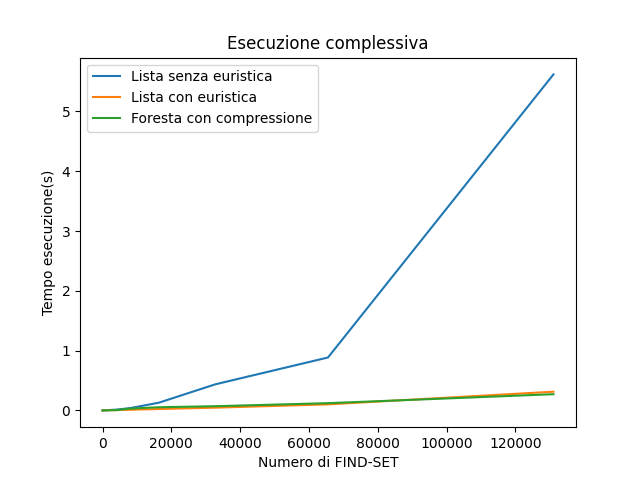 Esecuzione complessiva
Lista senza euristica
Lista con euristica
Foresta con compressione
Tempo esecuzione(s)
5
4
3
2
1
0
0 20000 40000 60000 80000 100000 120000
Numero di FIND-SET